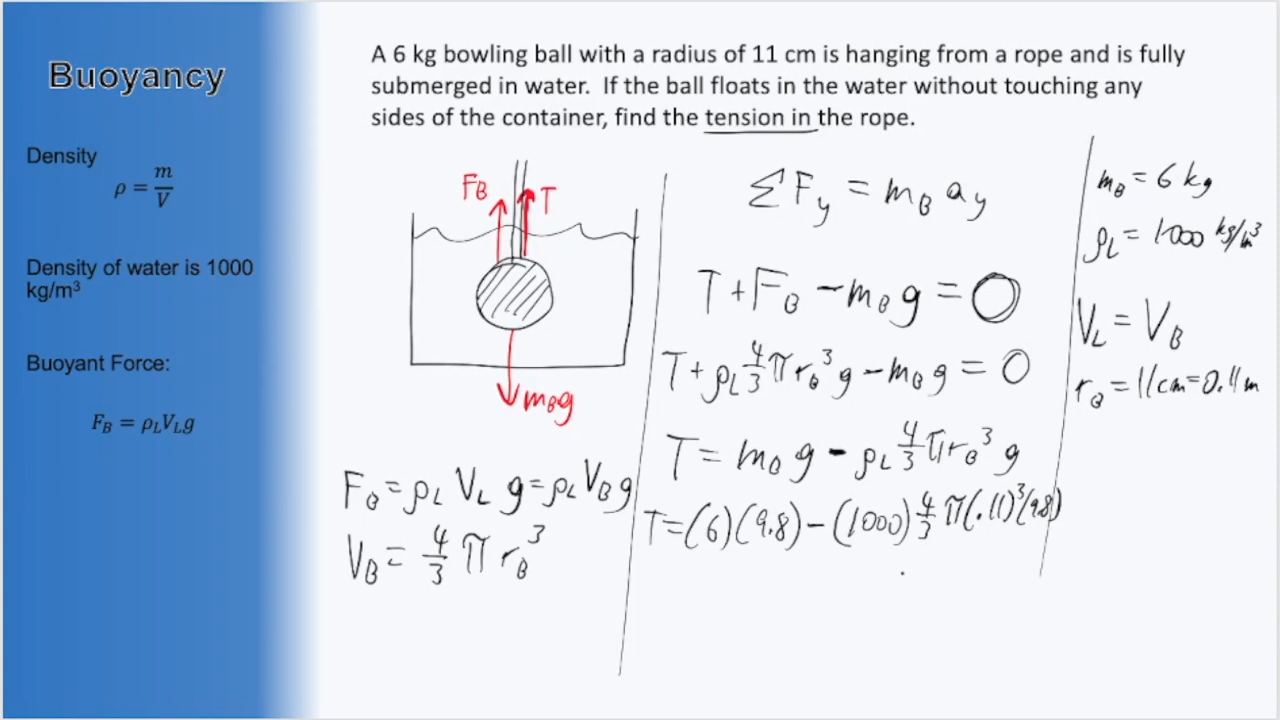 Buoyancy
Density
ρ = m/V
Density of water is 1000
kg/m³
Buoyant Force:
F_B = ρ_L V_L g
A 6 kg bowling ball with a radius of 11 cm is hanging from a rope and is fully
submerged in water. If the ball floats in the water without touching any
sides of the container, find the tension in the rope.
F_B
T
m_B g
F_B = ρ_L V_L g = ρ_L V_B g
V_B = 4/3 π r_B³
ΣF_y = m_B a_y
T + F_B - m_B g = 0
T + ρ_L 4/3 π r_B³ g - m_B g = 0
T = m_B g - ρ_L 4/3 π r_B³ g
T = (6)(9.8) - (1000) 4/3 π (.11)³ (9.8)
m_B = 6 kg
ρ_L = 1000 kg/m³
V_L = V_B
r_B = 11cm = 0.11m